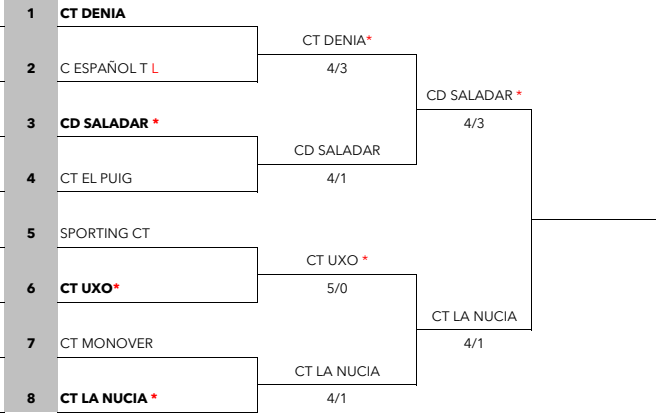 1 CT DENIA
CT DENIA*
2 C ESPAÑOL T L
4/3
CD SALADAR *
3 CD SALADAR *
4/3
CD SALADAR
4 CT EL PUIG
4/1
5 SPORTING CT
CT UXO *
6 CT UXO*
5/0
CT LA NUCIA
7 CT MONOVER
4/1
CT LA NUCIA
8 CT LA NUCIA *
4/1